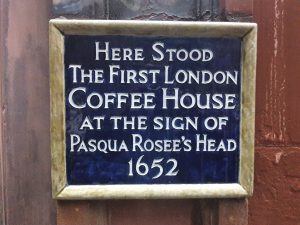 HERE STOOD
THE FIRST LONDON
COFFEE HOUSE
AT THE SIGN OF
PASQUA ROSEE'S HEAD
1652